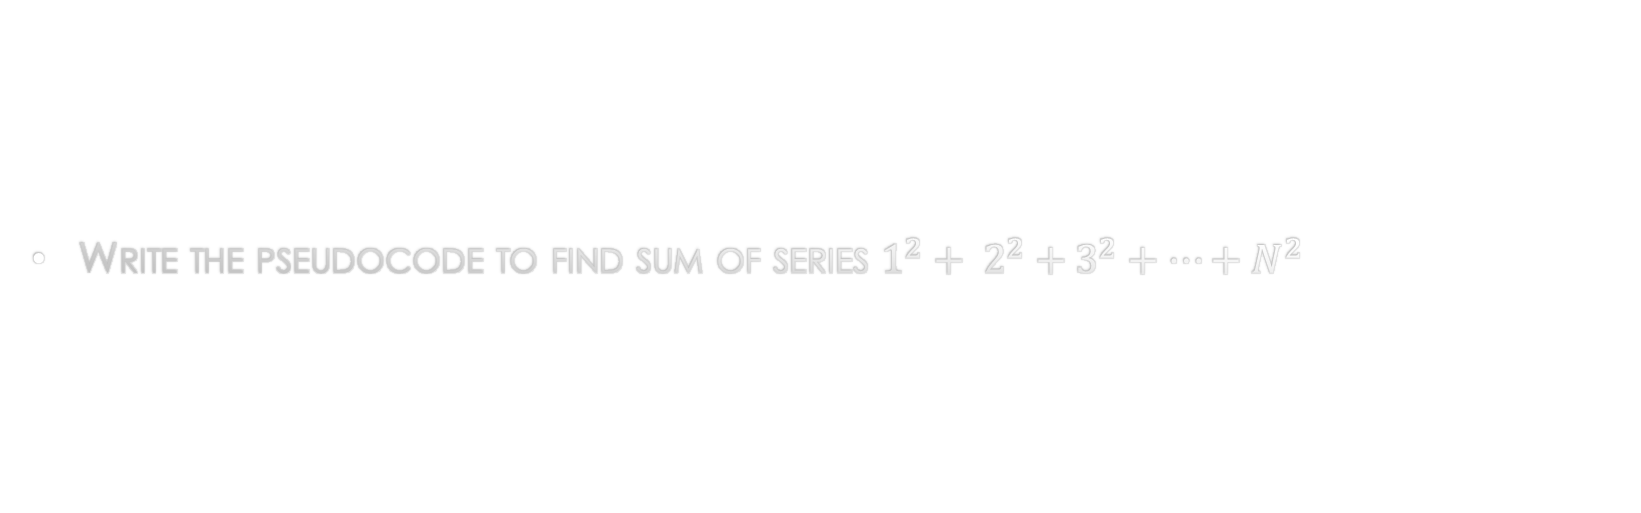 ○ WRITE THE PSEUDOCODE TO FIND SUM OF SERIES 1² + 2² + 3² + ⋯ + N²